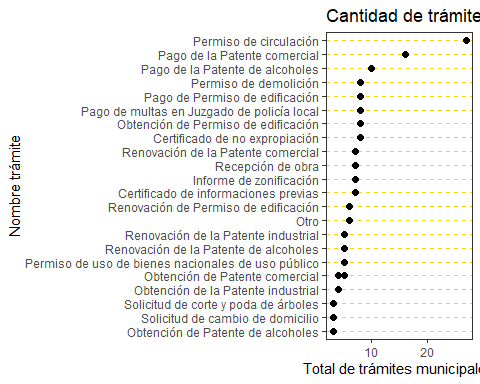 Cantidad de trámite
Permiso de circulación
Pago de la Patente comercial
Pago de la Patente de alcoholes
Permiso de demolición
Pago de Permiso de edificación
Pago de multas en Juzgado de policía local
Obtención de Permiso de edificación
Certificado de no expropiación
Renovación de la Patente comercial
Recepción de obra
Informe de zonificación
Certificado de informaciones previas
Renovación de Permiso de edificación
Otro
Renovación de la Patente industrial
Renovación de la Patente de alcoholes
Permiso de uso de bienes nacionales de uso público
Obtención de Patente comercial
Obtención de la Patente industrial
Solicitud de corte y poda de árboles
Solicitud de cambio de domicilio
Obtención de Patente de alcoholes
Nombre trámite
10 20
Total de trámites municipale